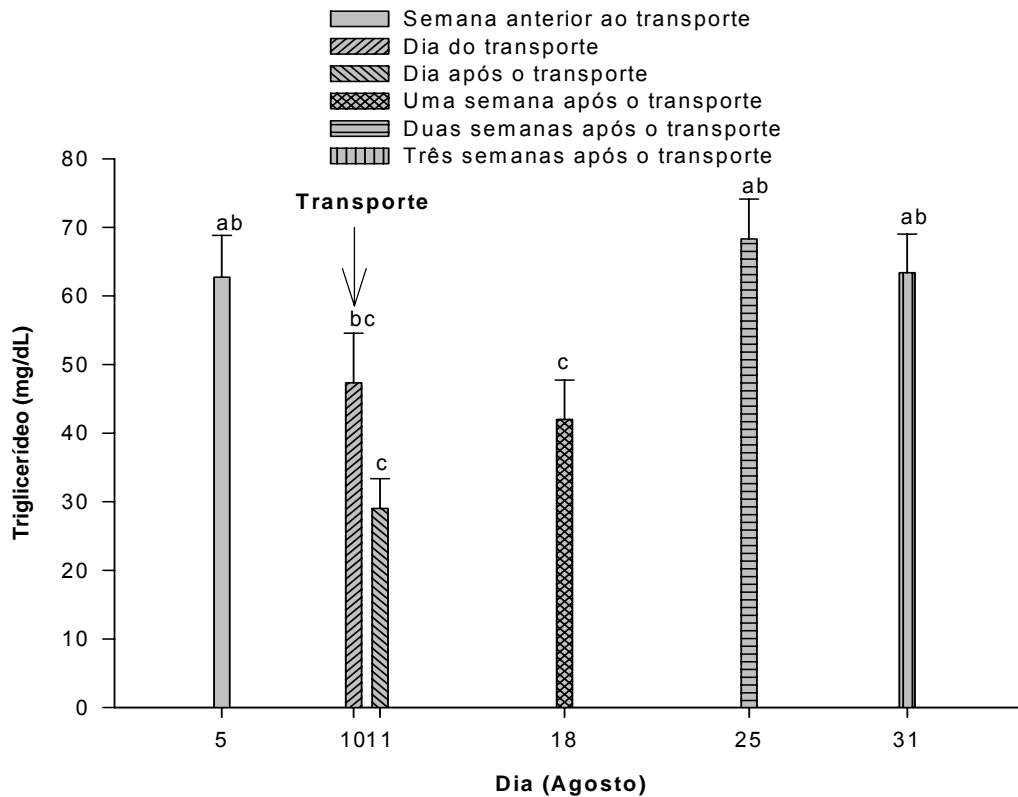 Semana anterior ao transporte
Dia do transporte
Dia após o transporte
Uma semana após o transporte
Duas semanas após o transporte
Três semanas após o transporte
Transporte
ab
bc
c
c
ab
ab
80
70
60
50
40
30
20
10
0
Triglicerídeo (mg/dL)
5 10 11 18 25 31
Dia (Agosto)